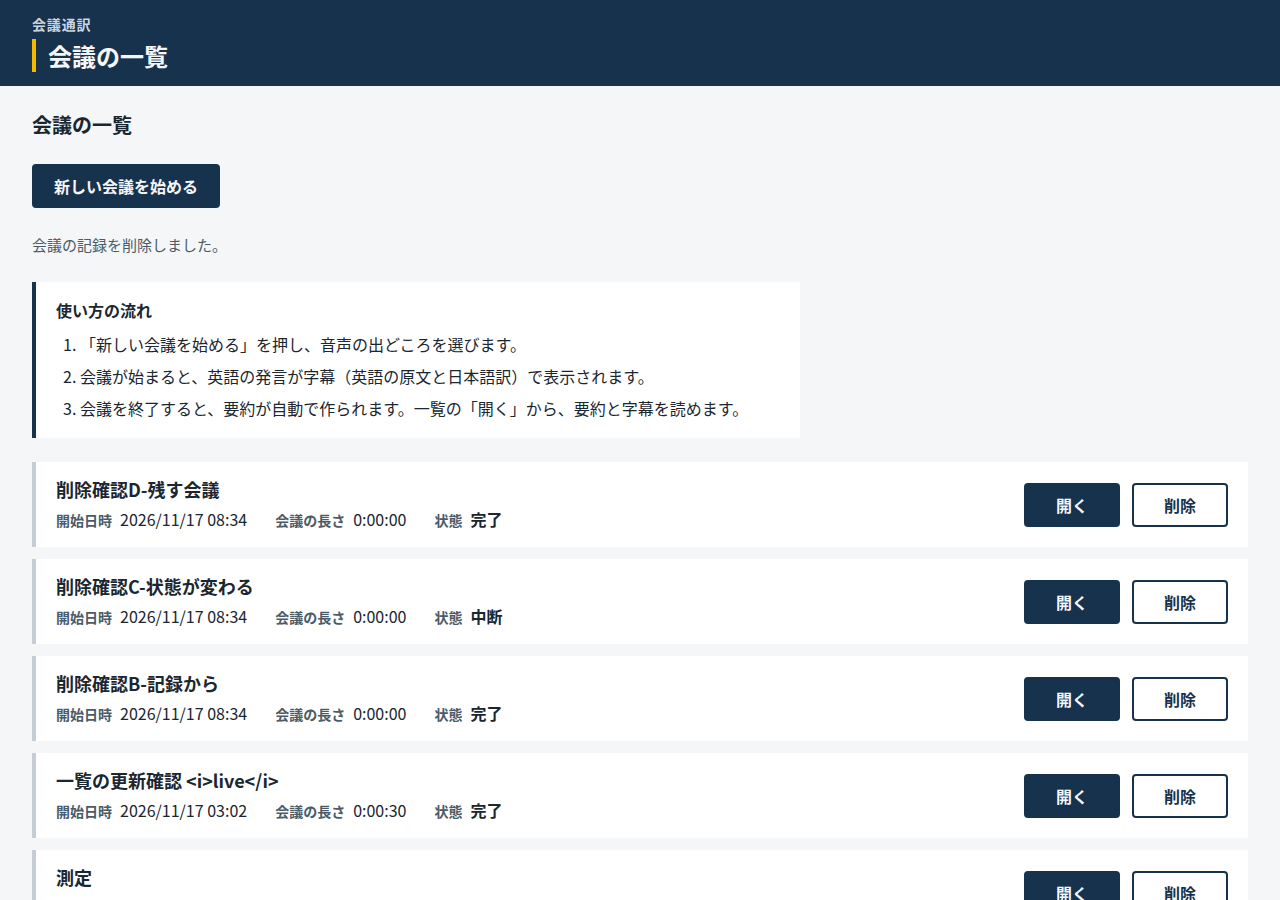 会議通訳
会議の一覧
会議の一覧
新しい会議を始める
会議の記録を削除しました。
使い方の流れ
1. 「新しい会議を始める」を押し、音声の出どころを選びます。
2. 会議が始まると、英語の発言が字幕（英語の原文と日本語訳）で表示されます。
3. 会議を終了すると、要約が自動で作られます。一覧の「開く」から、要約と字幕を読めます。
削除確認D-残す会議
開始日時 2026/11/17 08:34 会議の長さ 0:00:00 状態 完了
開く 削除
削除確認C-状態が変わる
開始日時 2026/11/17 08:34 会議の長さ 0:00:00 状態 中断
開く 削除
削除確認B-記録から
開始日時 2026/11/17 08:34 会議の長さ 0:00:00 状態 完了
開く 削除
一覧の更新確認 <i>live</i>
開始日時 2026/11/17 03:02 会議の長さ 0:00:30 状態 完了
開く 削除
測定
開く 削除